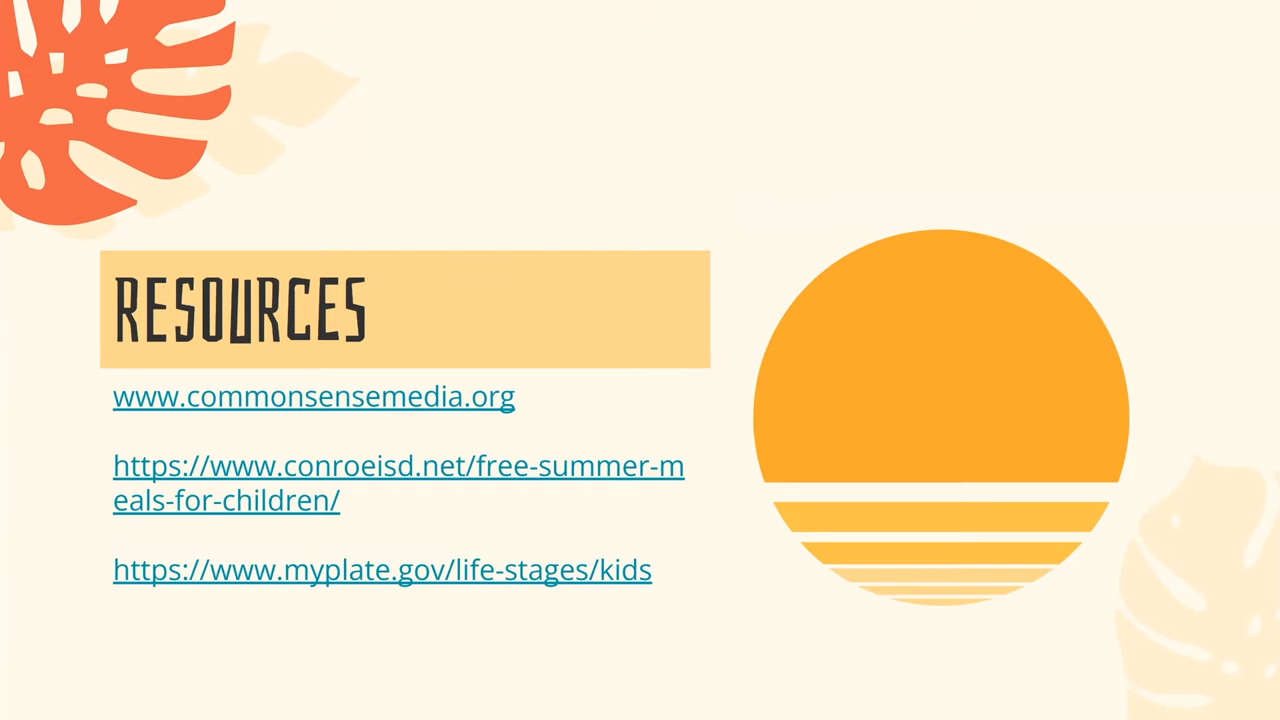 RESOURCES
www.commonsensemedia.org
https://www.conroeisd.net/free-summer-m
eals-for-children/
https://www.myplate.gov/life-stages/kids